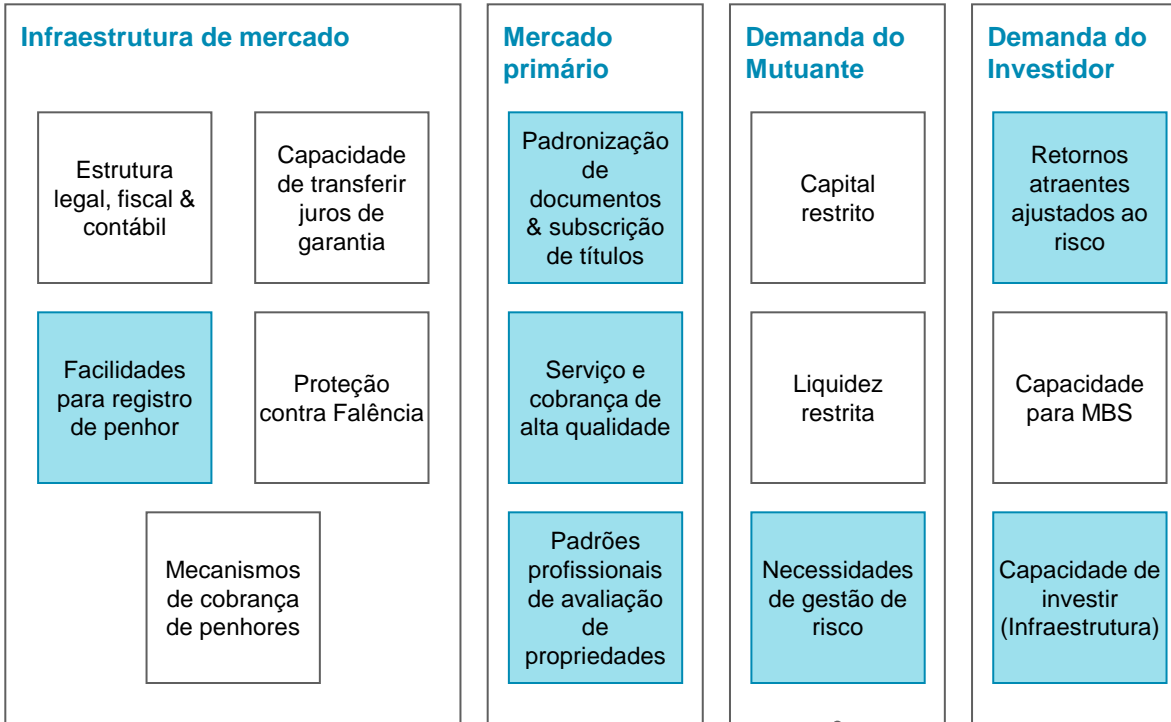 Infraestrutura de mercado
Estrutura
legal, fiscal &
contábil
Capacidade
de transferir
juros de
garantia
Facilidades
para registro
de penhor
Proteção
contra Falência
Mecanismos
de cobrança
de penhores
Mercado
primário
Padronização
de
documentos
& subscrição
de títulos
Serviço e
cobrança de
alta qualidade
Padrões
profissionais
de avaliação
de
propriedades
Demanda do
Mutuante
Capital
restrito
Liquidez
restrita
Necessidades
de gestão de
risco
Demanda do
Investidor
Retornos
atraentes
ajustados ao
risco
Capacidade
para MBS
Capacidade de
investir
(Infraestrutura)